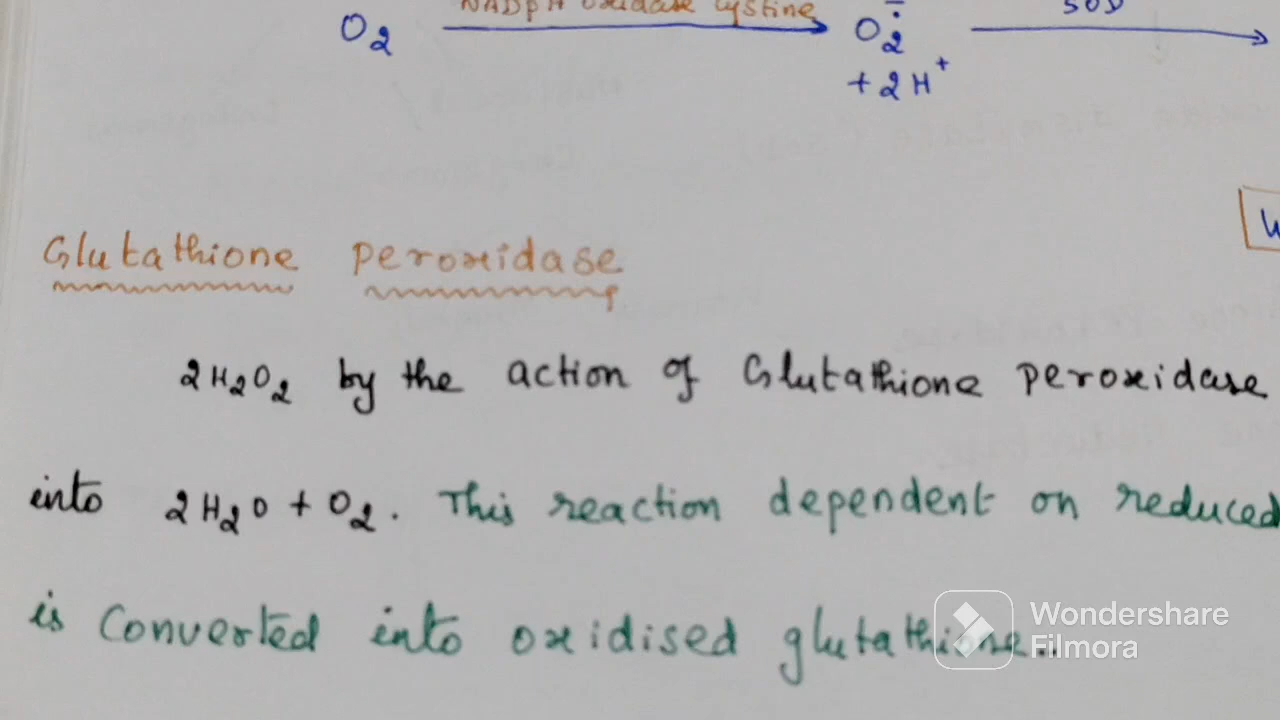 NADPH oxidase cystine
O₂ → O₂⁻̇ SOD →
+ 2H⁺
Glutathione peroxidase
2H₂O₂ by the action of Glutathione peroxidase
into 2H₂O + O₂. This reaction dependent on reduced
is converted into oxidised glutathione.
Wondershare
Filmora